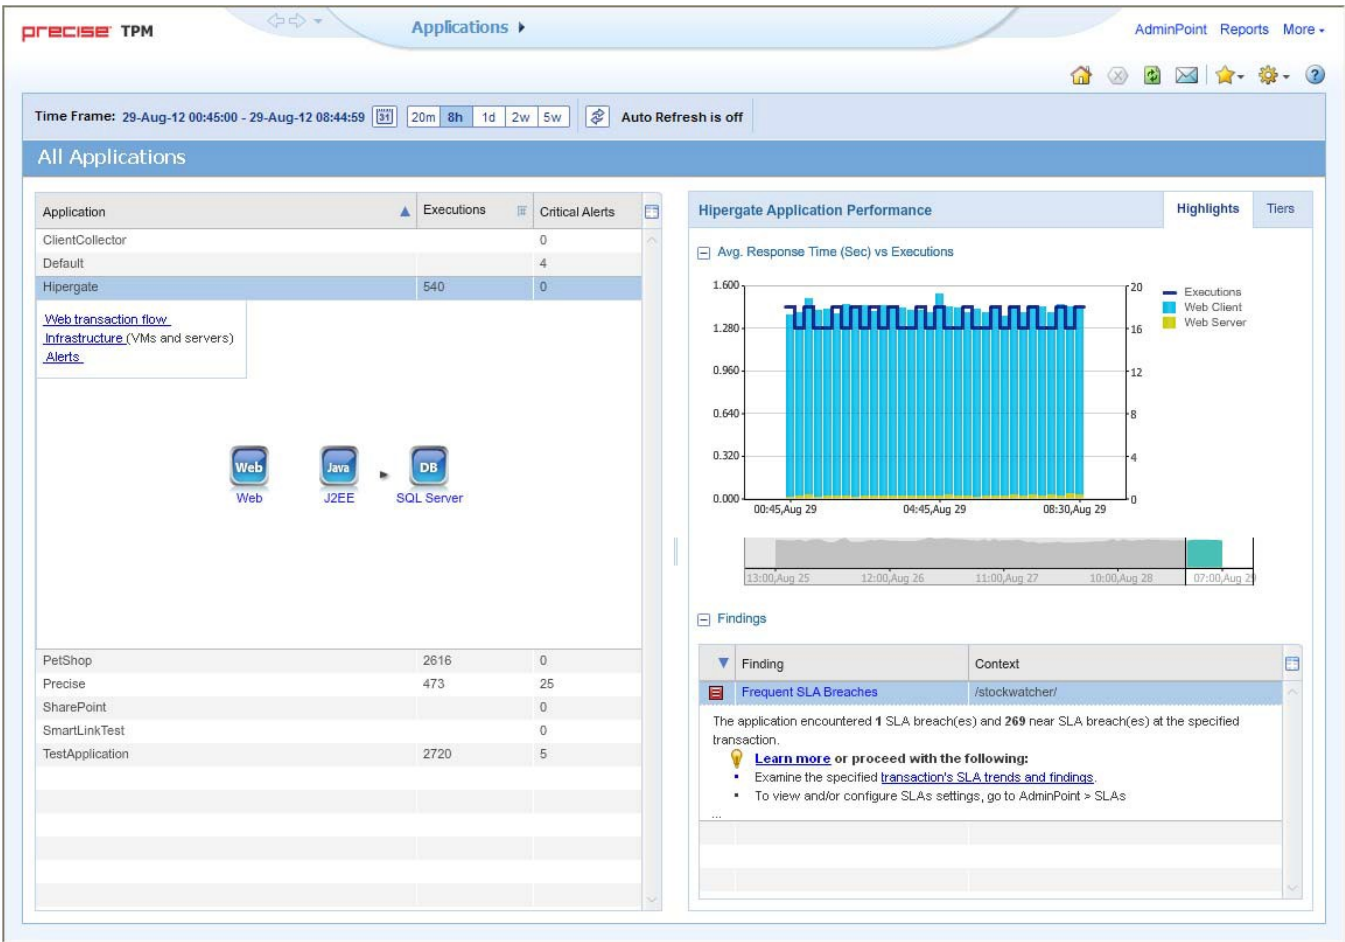 precise TPM
Applications
AdminPoint Reports More
Time Frame: 29-Aug-12 00:45:00 - 29-Aug-12 08:44:59 31 20m 8h 1d 2w 5w Auto Refresh is off
All Applications
Application Executions Critical Alerts
ClientCollector 0
Default 4
Hipergate 540 0
Web transaction flow
Infrastructure (VMs and servers)
Alerts
Web Java DB
Web J2EE SQL Server
PetShop 2616 0
Precise 473 25
SharePoint 0
SmartLinkTest 0
TestApplication 2720 5
Hipergate Application Performance Highlights Tiers
Avg. Response Time (Sec) vs Executions
1.600 20
1.280 16
0.960 12
0.640 8
0.320 4
0.000 0
00:45,Aug 29 04:45,Aug 29 08:30,Aug 29
Executions
Web Client
Web Server
13:00,Aug 25 12:00,Aug 26 11:00,Aug 27 10:00,Aug 28 07:00,Aug 29
Findings
Finding Context
Frequent SLA Breaches /stockwatcher/
The application encountered 1 SLA breach(es) and 269 near SLA breach(es) at the specified
transaction.
Learn more or proceed with the following:
▪ Examine the specified transaction's SLA trends and findings.
▪ To view and/or configure SLAs settings, go to AdminPoint > SLAs
...